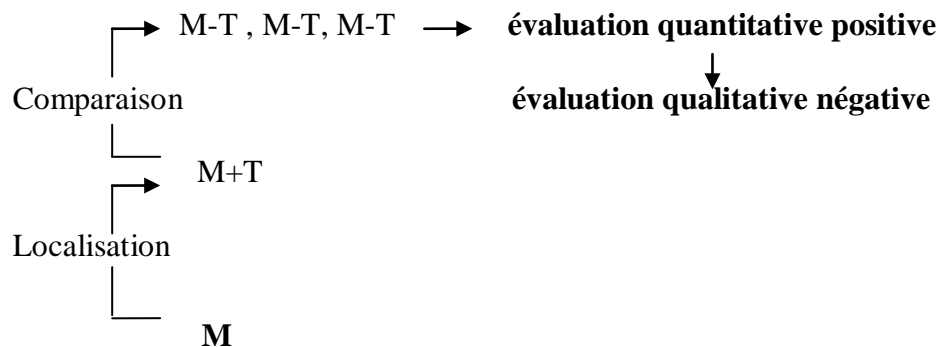 M-T , M-T, M-T évaluation quantitative positive
Comparaison évaluation qualitative négative
M+T
Localisation
M